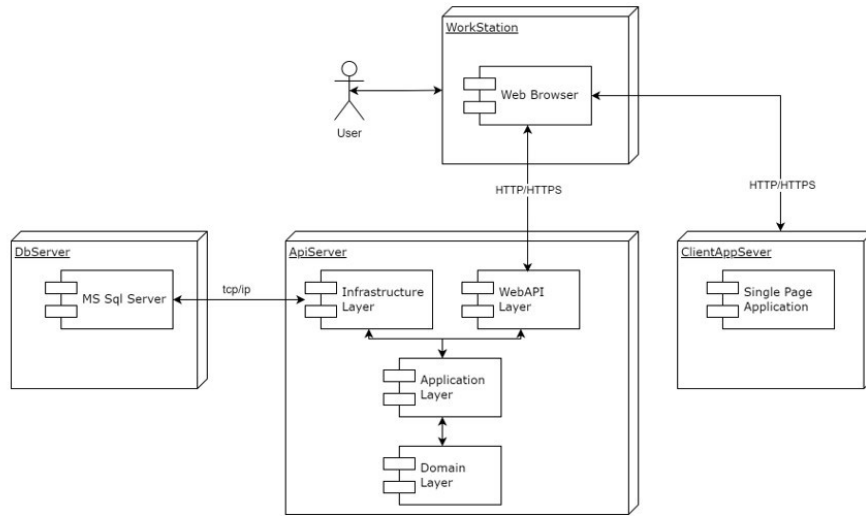 WorkStation
Web Browser
User
HTTP/HTTPS
HTTP/HTTPS
DbServer
MS Sql Server
tcp/ip
ApiServer
Infrastructure
Layer
WebAPI
Layer
Application
Layer
Domain
Layer
ClientAppSever
Single Page
Application